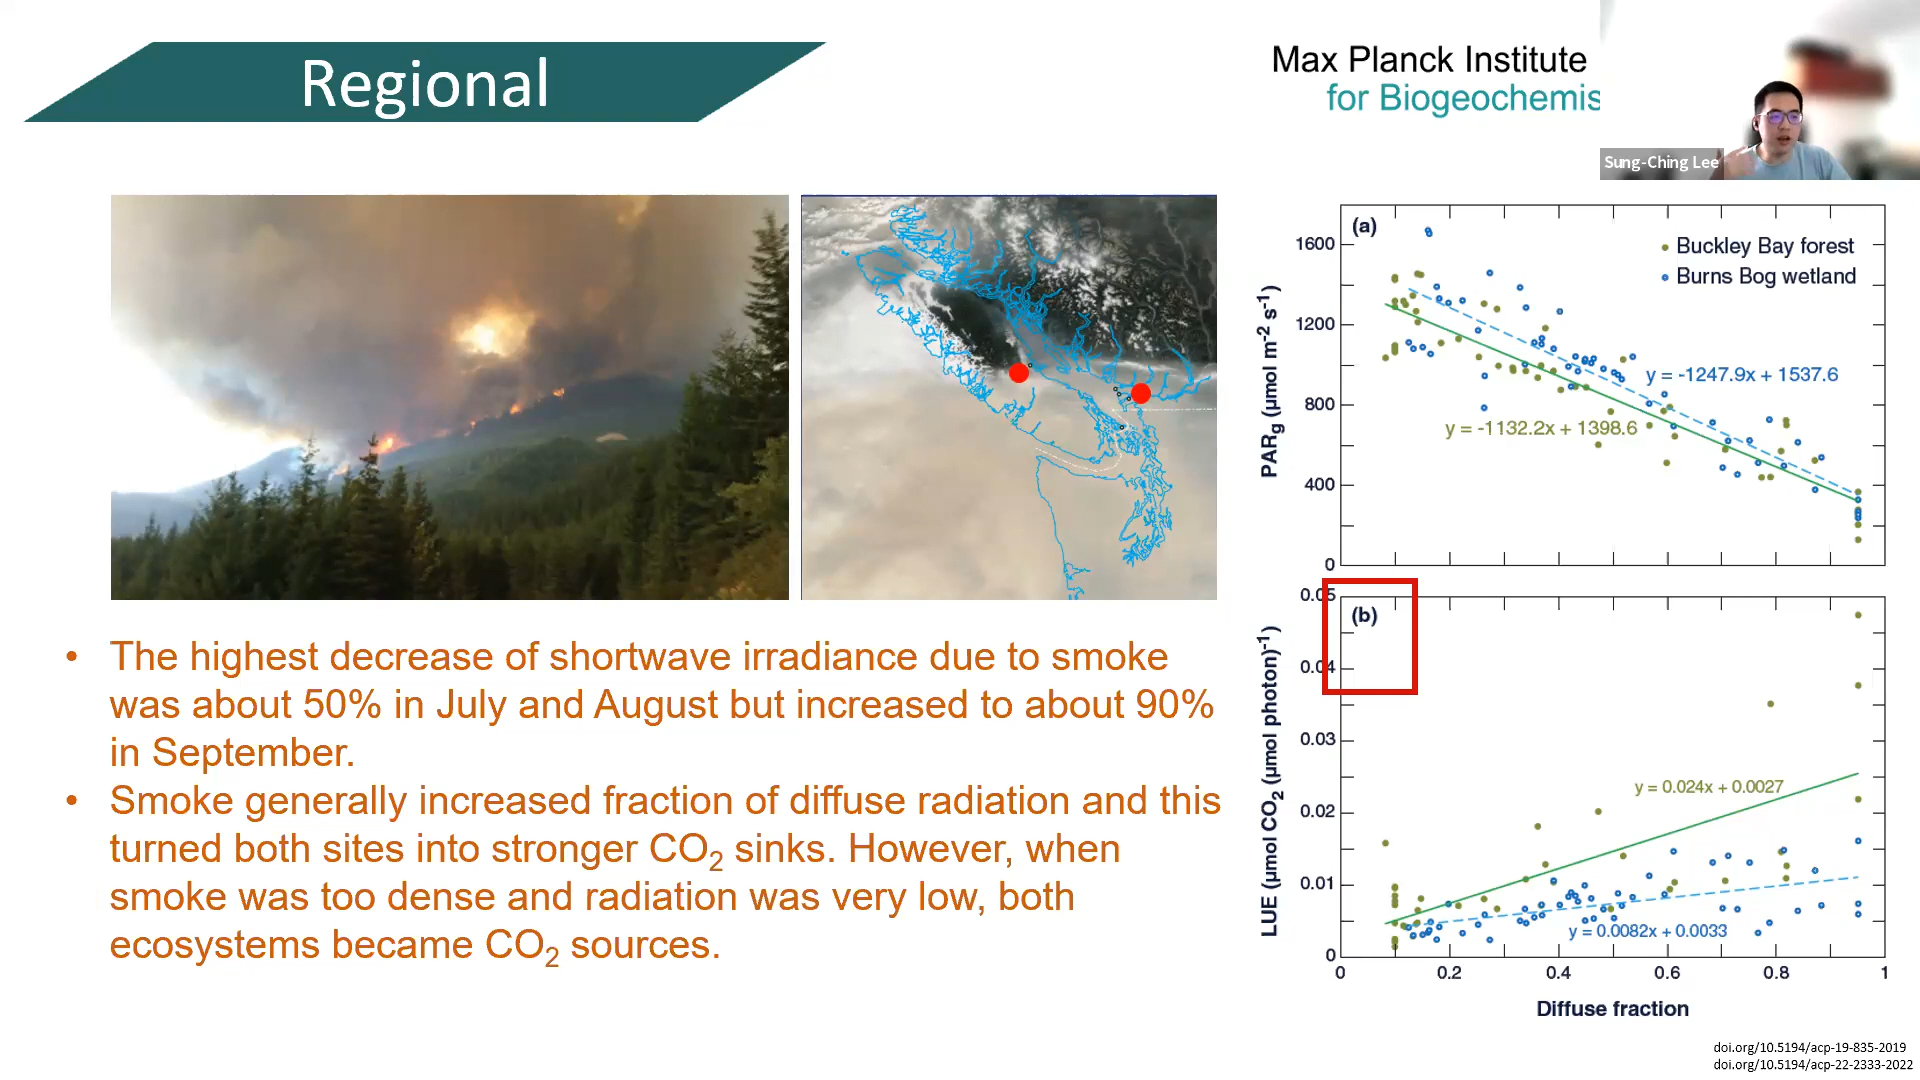 Regional
Max Planck Institute
for Biogeochemis
Sung-Ching Lee
• The highest decrease of shortwave irradiance due to smoke
was about 50% in July and August but increased to about 90%
in September.
• Smoke generally increased fraction of diffuse radiation and this
turned both sites into stronger CO2 sinks. However, when
smoke was too dense and radiation was very low, both
ecosystems became CO2 sources.
(a)
Buckley Bay forest
Burns Bog wetland
PARg (µmol m-2 s-1)
1600
1200
800
400
0
y = -1247.9x + 1537.6
y = -1132.2x + 1398.6
(b)
LUE (µmol CO2 (µmol photon)-1)
0.05
0.04
0.03
0.02
0.01
0
y = 0.024x + 0.0027
y = 0.0082x + 0.0033
0 0.2 0.4 0.6 0.8 1
Diffuse fraction
doi.org/10.5194/acp-19-835-2019
doi.org/10.5194/acp-22-2333-2022